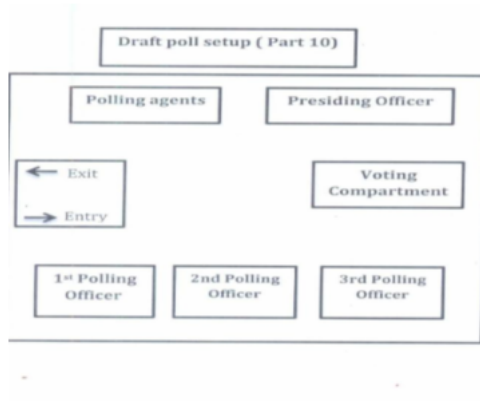 Draft poll setup ( Part 10)
Polling agents
Presiding Officer
← Exit
→ Entry
Voting
Compartment
1st Polling
Officer
2nd Polling
Officer
3rd Polling
Officer